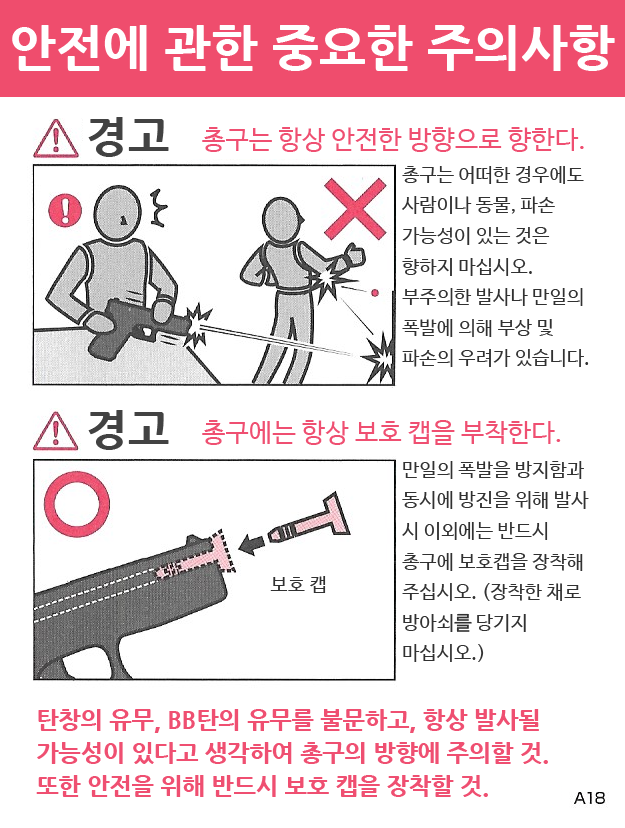 안전에 관한 중요한 주의사항
경고 총구는 항상 안전한 방향으로 향한다.
총구는 어떠한 경우에도
사람이나 동물, 파손
가능성이 있는 것은
향하지 마십시오.
부주의한 발사나 만일의
폭발에 의해 부상 및
파손의 우려가 있습니다.
경고 총구에는 항상 보호 캡을 부착한다.
만일의 폭발을 방지함과
동시에 방진을 위해 발사
시 이외에는 반드시
총구에 보호캡을 장착해
주십시오. (장착한 채로
방아쇠를 당기지
마십시오.)
보호 캡
탄창의 유무, BB탄의 유무를 불문하고, 항상 발사될
가능성이 있다고 생각하여 총구의 방향에 주의할 것.
또한 안전을 위해 반드시 보호 캡을 장착할 것.
A18